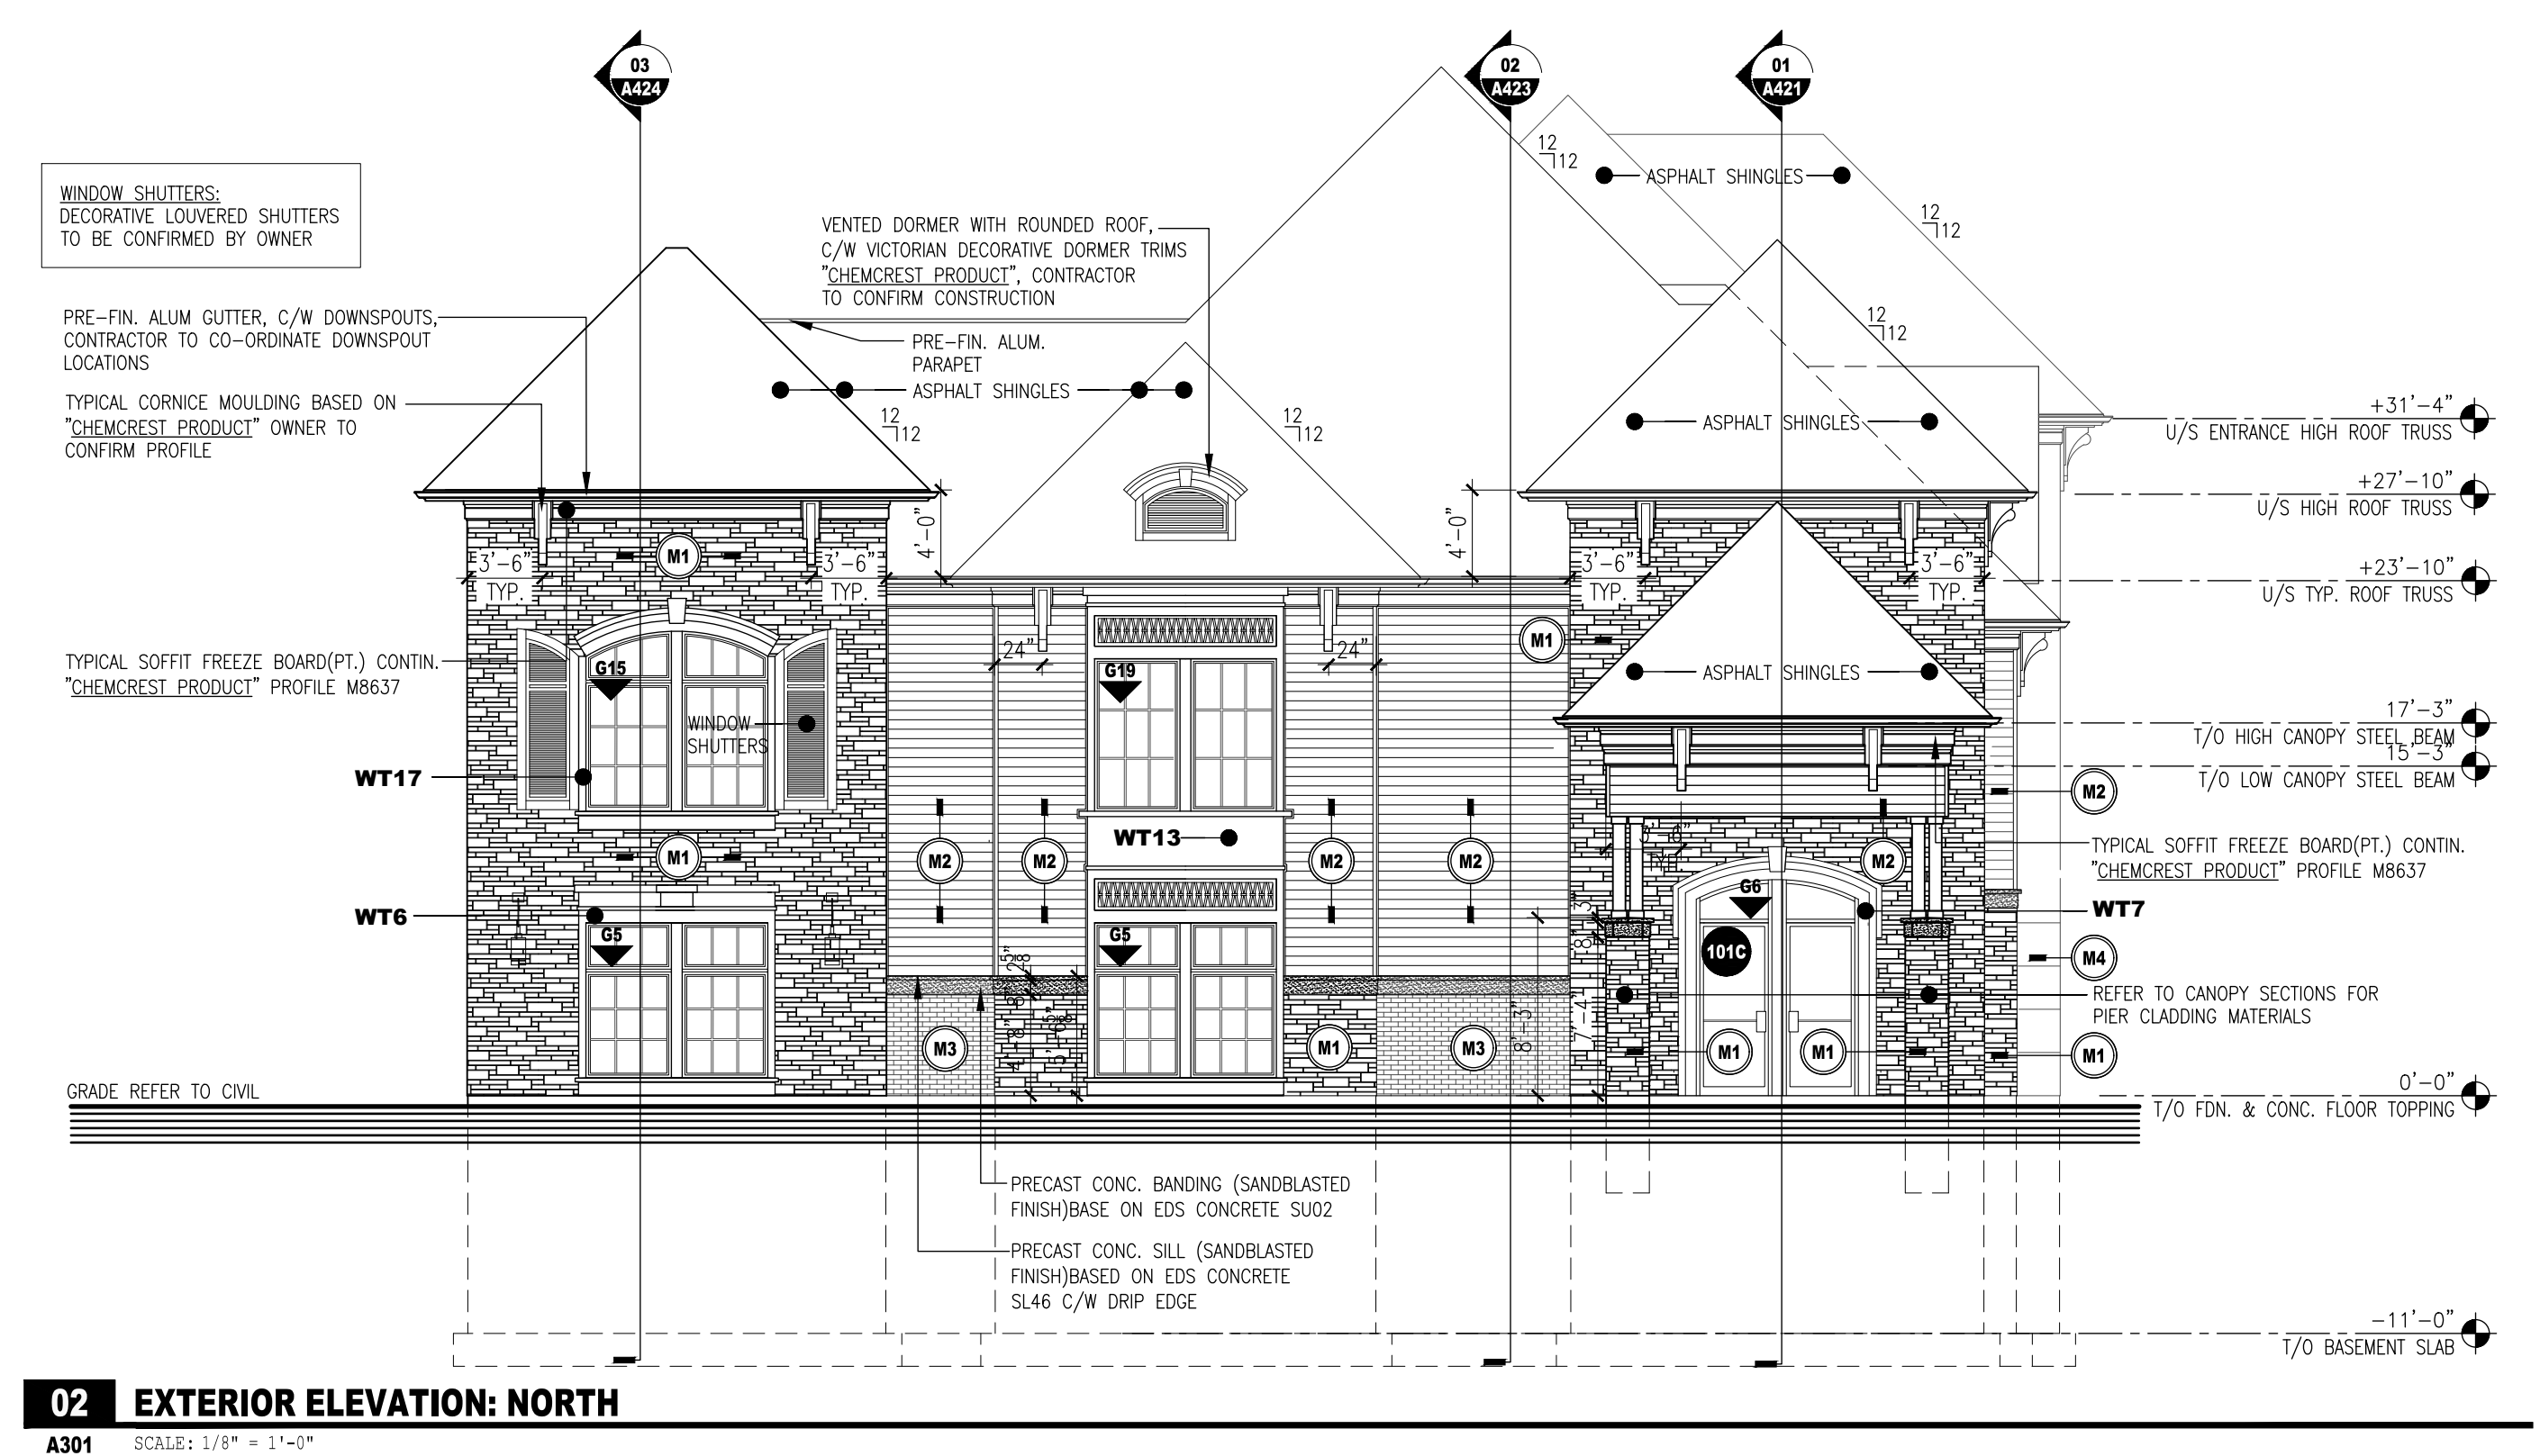 03
A424
02
A423
01
A421
WINDOW SHUTTERS:
DECORATIVE LOUVERED SHUTTERS
TO BE CONFIRMED BY OWNER
VENTED DORMER WITH ROUNDED ROOF,
C/W VICTORIAN DECORATIVE DORMER TRIMS
"CHEMCREST PRODUCT", CONTRACTOR
TO CONFIRM CONSTRUCTION
12
12
ASPHALT SHINGLES
12
12
PRE-FIN. ALUM GUTTER, C/W DOWNSPOUTS,
CONTRACTOR TO CO-ORDINATE DOWNSPOUT
LOCATIONS
PRE-FIN. ALUM.
PARAPET
12
12
ASPHALT SHINGLES
TYPICAL CORNICE MOULDING BASED ON
"CHEMCREST PRODUCT" OWNER TO
CONFIRM PROFILE
12
12
12
12
ASPHALT SHINGLES
+31'-4"
U/S ENTRANCE HIGH ROOF TRUSS
+27'-10"
U/S HIGH ROOF TRUSS
4'-0"
4'-0"
M1
3'-6"
TYP.
3'-6"
TYP.
3'-6"
TYP.
3'-6"
TYP.
+23'-10"
U/S TYP. ROOF TRUSS
24"
24"
M1
TYPICAL SOFFIT FREEZE BOARD(PT.) CONTIN.
"CHEMCREST PRODUCT" PROFILE M8637
G15
G19
ASPHALT SHINGLES
WINDOW
SHUTTERS
17'-3"
T/O HIGH CANOPY STEEL BEAM
15'-3"
T/O LOW CANOPY STEEL BEAM
WT17
M2
WT13
3'-6"
TYP.
M1
M2
M2
M2
M2
M2
TYPICAL SOFFIT FREEZE BOARD(PT.) CONTIN.
"CHEMCREST PRODUCT" PROFILE M8637
G6
WT6
WT7
G5
G5
101C
M4
8"
3"
REFER TO CANOPY SECTIONS FOR
PIER CLADDING MATERIALS
4'-8"
8'-3"
7'-4"
M3
M1
M3
M1
M1
M1
GRADE REFER TO CIVIL
0'-0"
T/O FDN. & CONC. FLOOR TOPPING
PRECAST CONC. BANDING (SANDBLASTED
FINISH)BASE ON EDS CONCRETE SU02
PRECAST CONC. SILL (SANDBLASTED
FINISH)BASED ON EDS CONCRETE
SL46 C/W DRIP EDGE
-11'-0"
T/O BASEMENT SLAB
02
EXTERIOR ELEVATION: NORTH
A301
SCALE: 1/8" = 1'-0"